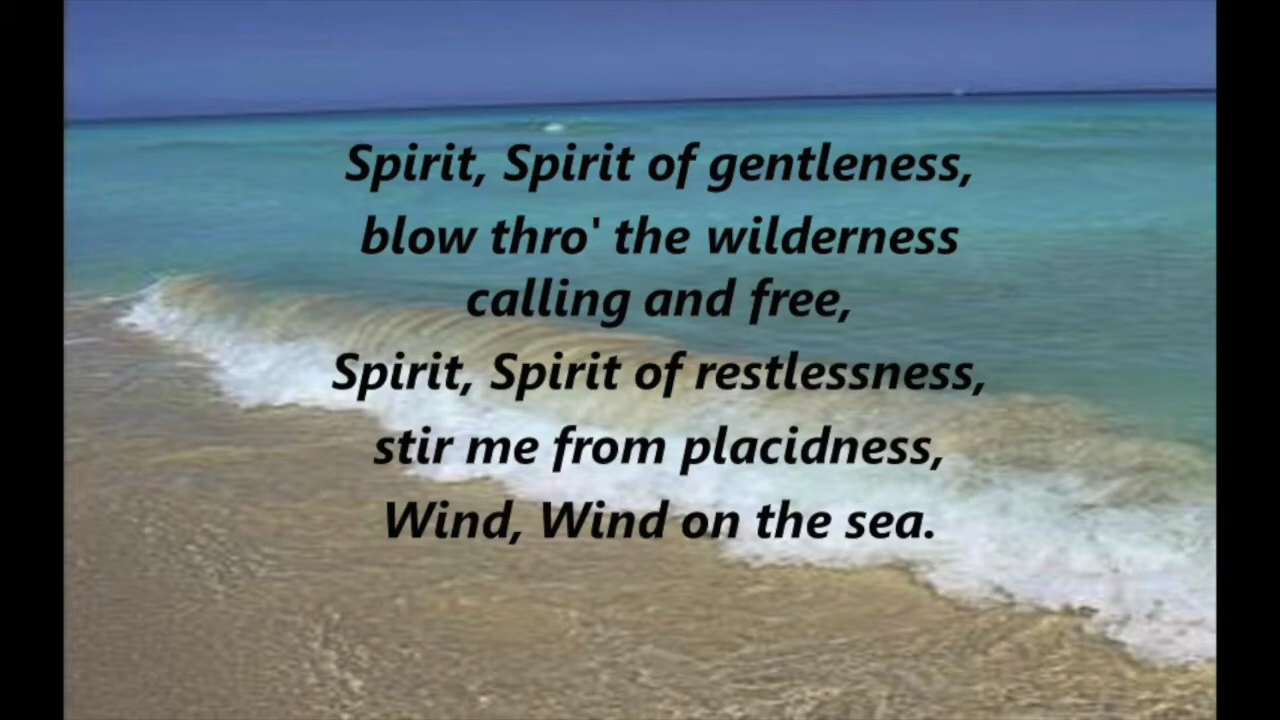 Spirit, Spirit of gentleness,
blow thro' the wilderness
calling and free,
Spirit, Spirit of restlessness,
stir me from placidness,
Wind, Wind on the sea.